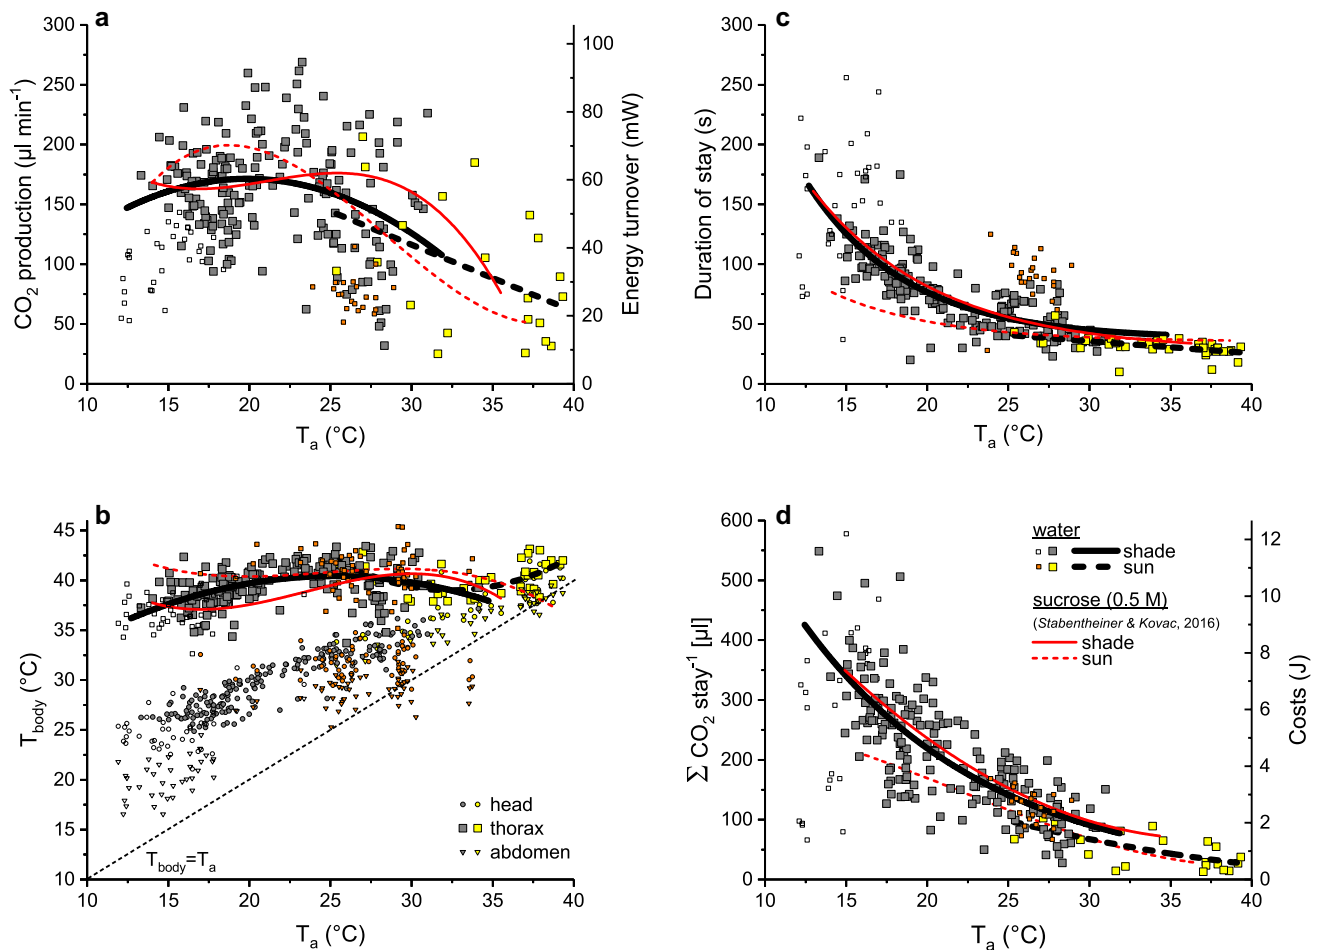 a
300
250
200
150
100
50
0
CO2 production (µl min-1)
100
80
60
40
20
0
Energy turnover (mW)
10 15 20 25 30 35 40
Ta (°C)
c
300
250
200
150
100
50
0
Duration of stay (s)
10 15 20 25 30 35 40
Ta (°C)
b
45
40
35
30
25
20
15
10
Tbody (°C)
head
thorax
abdomen
Tbody=Ta
10 15 20 25 30 35 40
Ta (°C)
d
600
500
400
300
200
100
0
Σ CO2 stay-1 [µl]
water
shade
sun
sucrose (0.5 M)
(Stabentheiner & Kovac, 2016)
shade
sun
12
10
8
6
4
2
0
Costs (J)
10 15 20 25 30 35 40
Ta (°C)